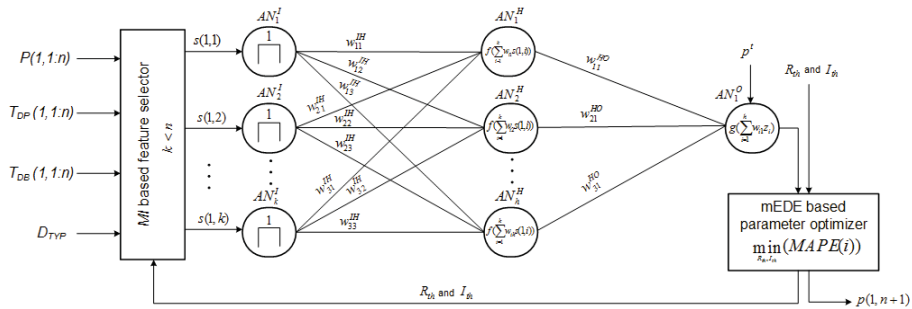 P(1,1:n)
T_DP (1,1:n)
T_DB (1,1:n)
D_TYP
MI based feature selector
k < n
s(1,1)
s(1,2)
s(1,k)
AN_1^I
1
AN_2^I
1
AN_k^I
1
w_11^IH
w_12^IH
w_13^IH
w_21^IH
w_22^IH
w_23^IH
w_31^IH
w_32^IH
w_33^IH
AN_1^H
AN_2^H
AN_h^H
w_11^HO
w_21^HO
w_31^HO
p^t
R_th and I_th
AN_1^O
mEDE based
parameter optimizer
min(MAPE(i))
R_th,I_th
R_th and I_th
p(1,n+1)